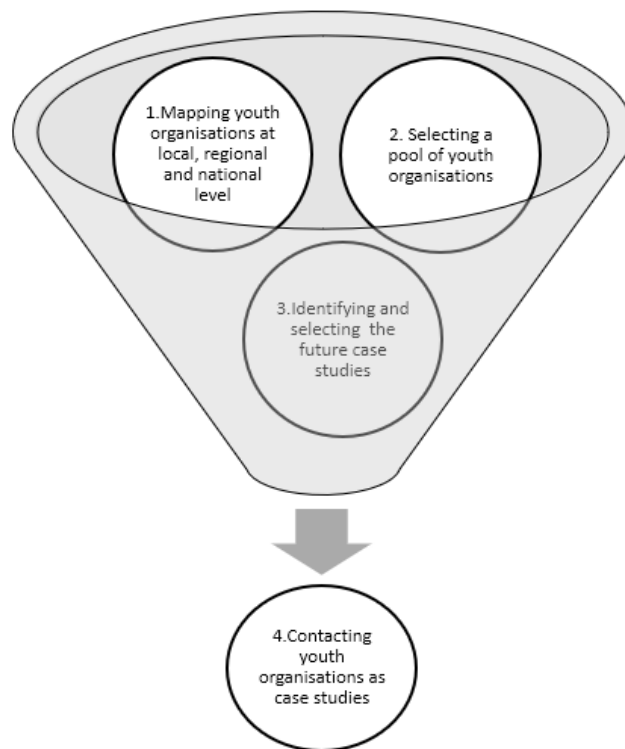 1.Mapping youth
organisations at
local, regional
and national
level
2. Selecting a
pool of youth
organisations
3.Identifying and
selecting the
future case
studies
4.Contacting
youth
organisations as
case studies